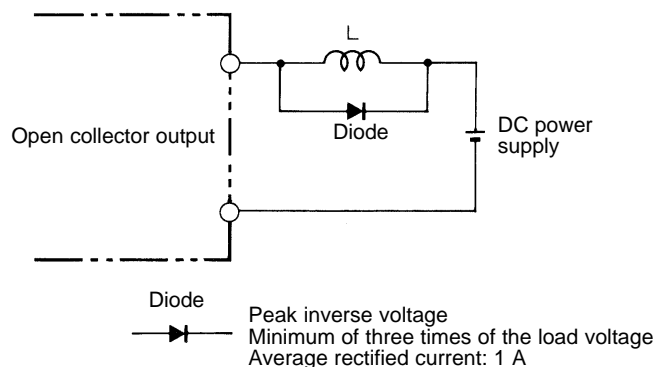 L
Diode
Open collector output
DC power
supply
Diode
Peak inverse voltage
Minimum of three times of the load voltage
Average rectified current: 1 A